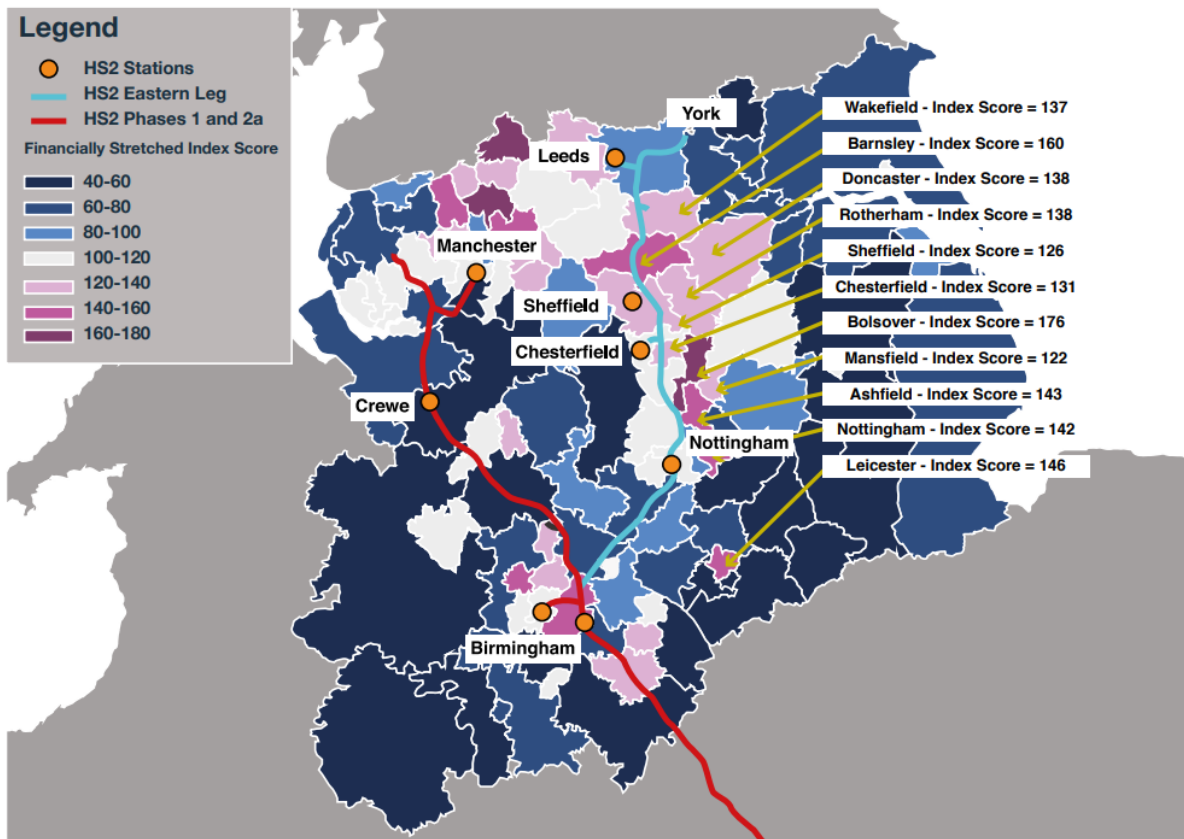 Legend
HS2 Stations
HS2 Eastern Leg
HS2 Phases 1 and 2a
Financially Stretched Index Score
40-60
60-80
80-100
100-120
120-140
140-160
160-180
York
Leeds
Manchester
Sheffield
Chesterfield
Crewe
Nottingham
Birmingham
Wakefield - Index Score = 137
Barnsley - Index Score = 160
Doncaster - Index Score = 138
Rotherham - Index Score = 138
Sheffield - Index Score = 126
Chesterfield - Index Score = 131
Bolsover - Index Score = 176
Mansfield - Index Score = 122
Ashfield - Index Score = 143
Nottingham - Index Score = 142
Leicester - Index Score = 146